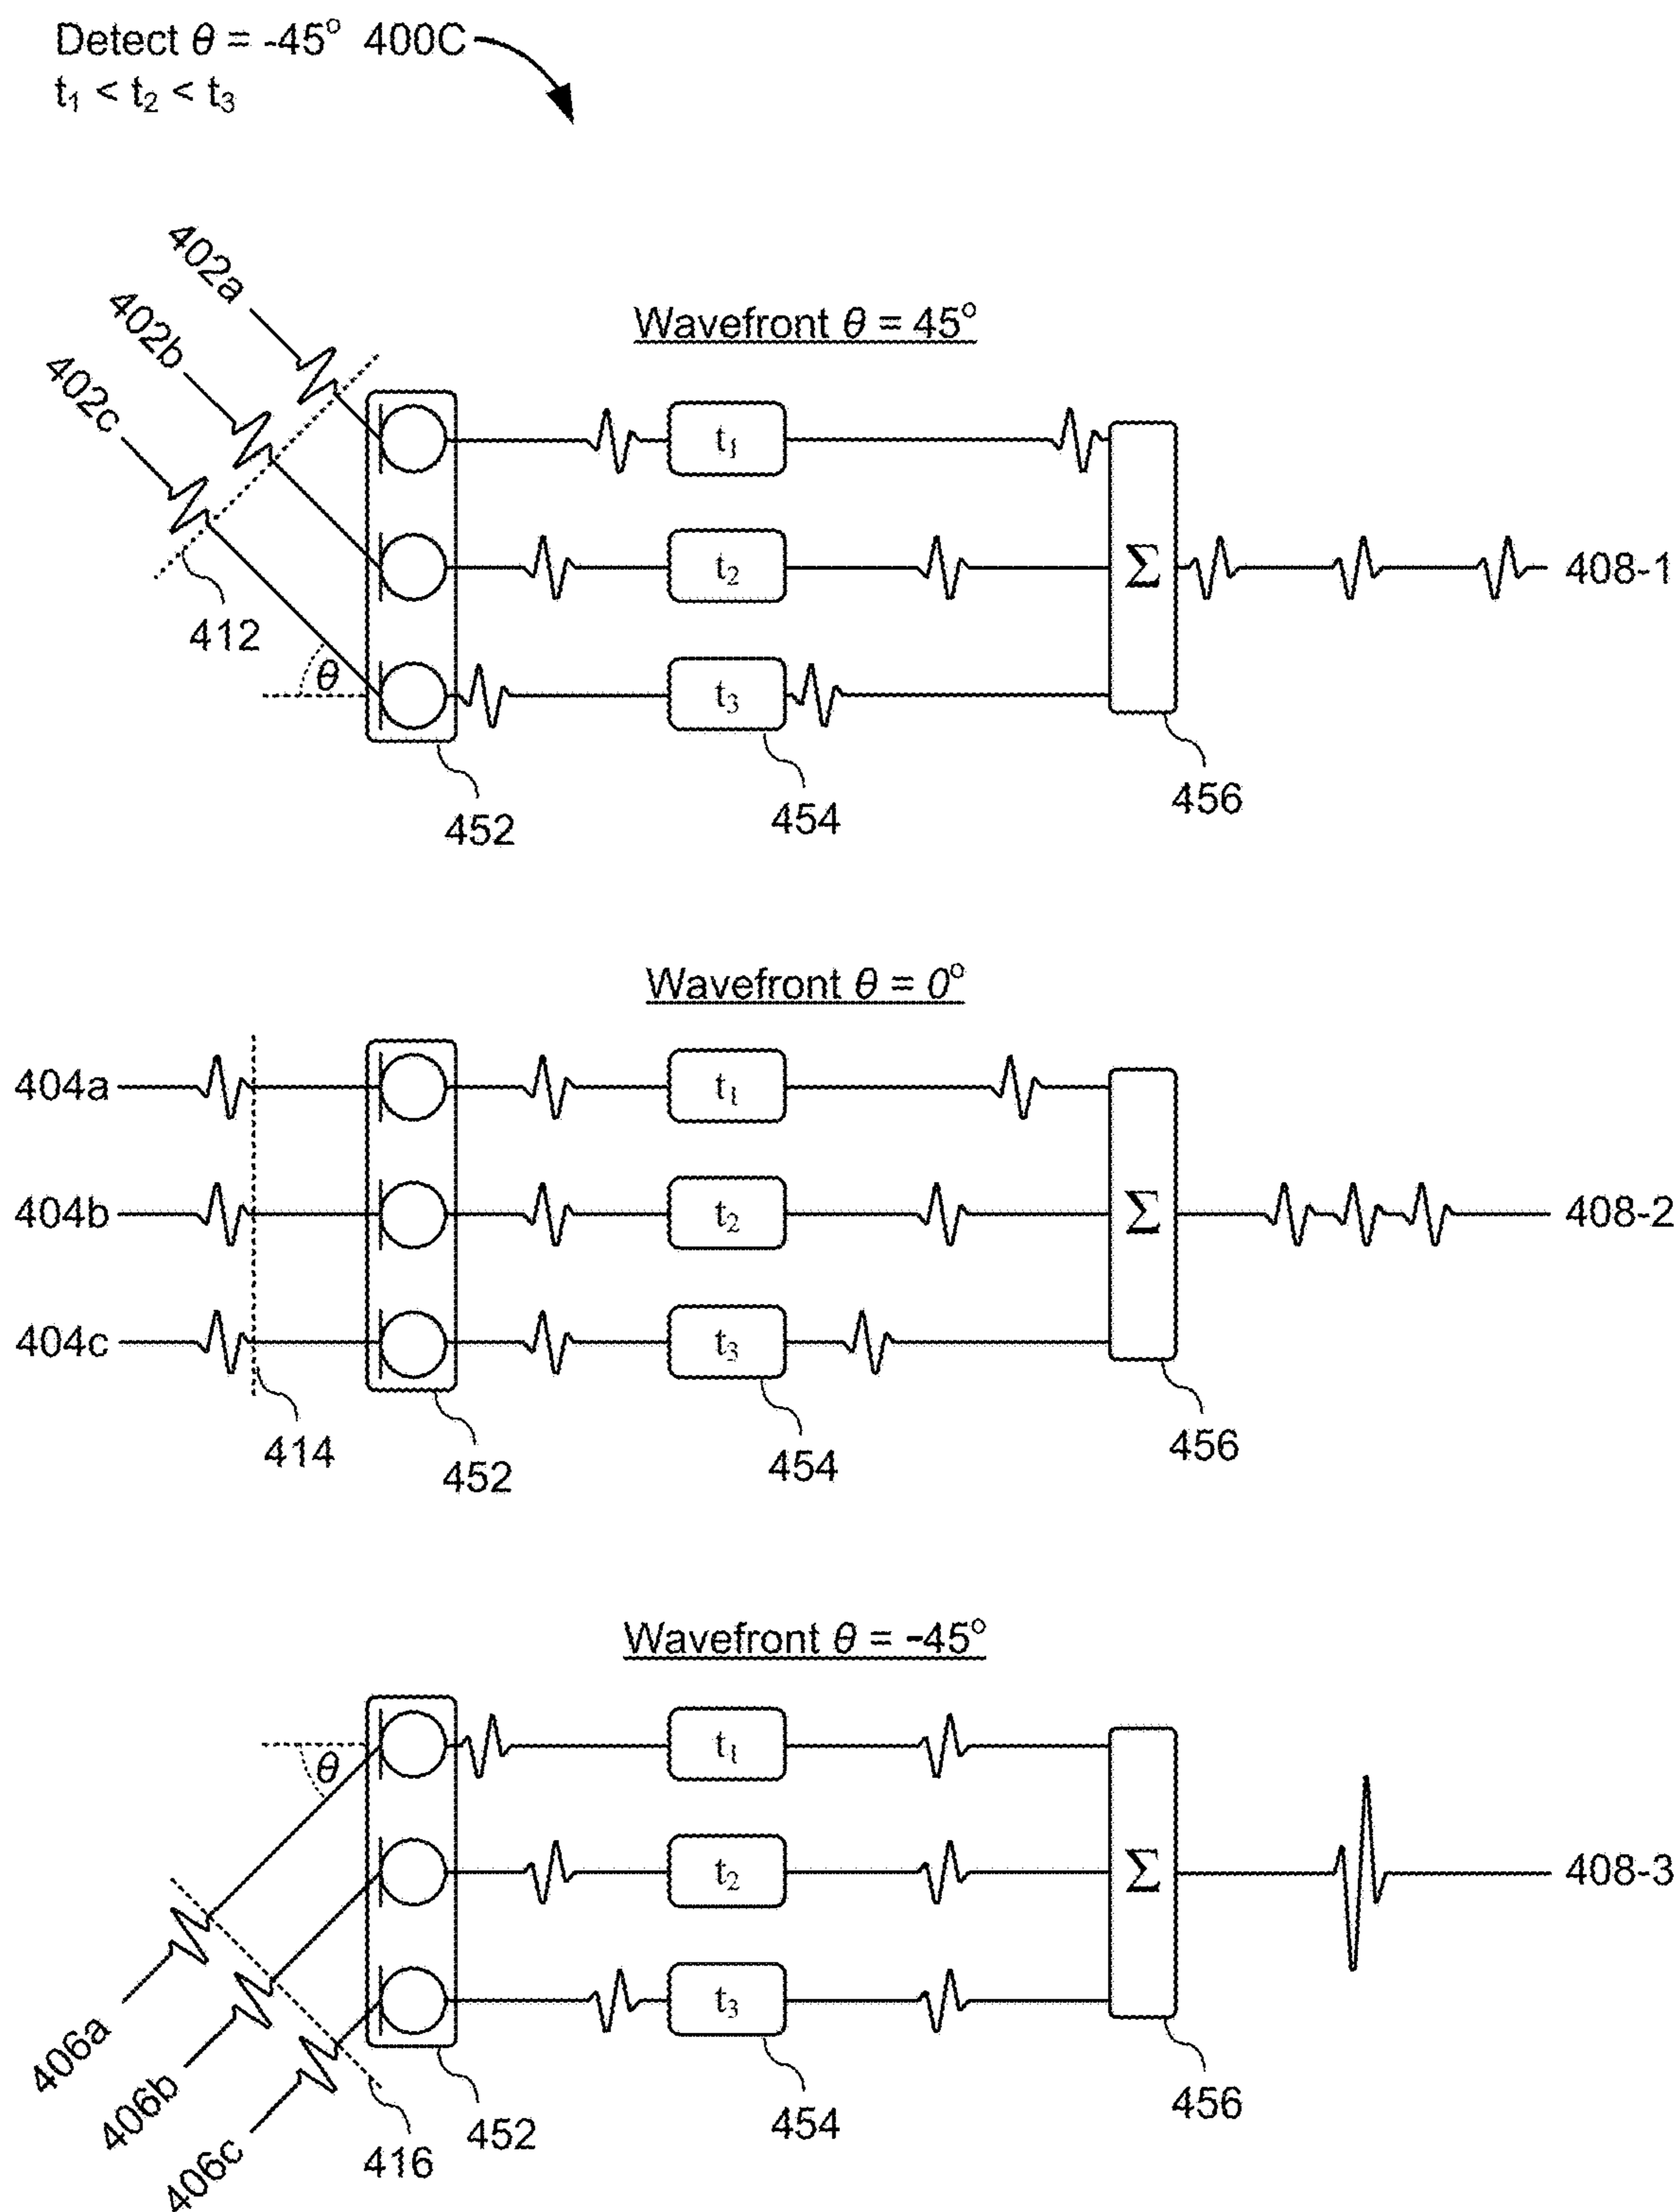 Detect θ = -45° 400C
t₁ < t₂ < t₃
402a
402b
402c
Wavefront θ = 45°
t₁
t₂
t₃
Σ
408-1
412
θ
452
454
456
Wavefront θ = 0°
404a
404b
404c
t₁
t₂
t₃
Σ
408-2
414
452
454
456
Wavefront θ = -45°
θ
t₁
t₂
t₃
Σ
408-3
406a
406b
406c
416
452
454
456